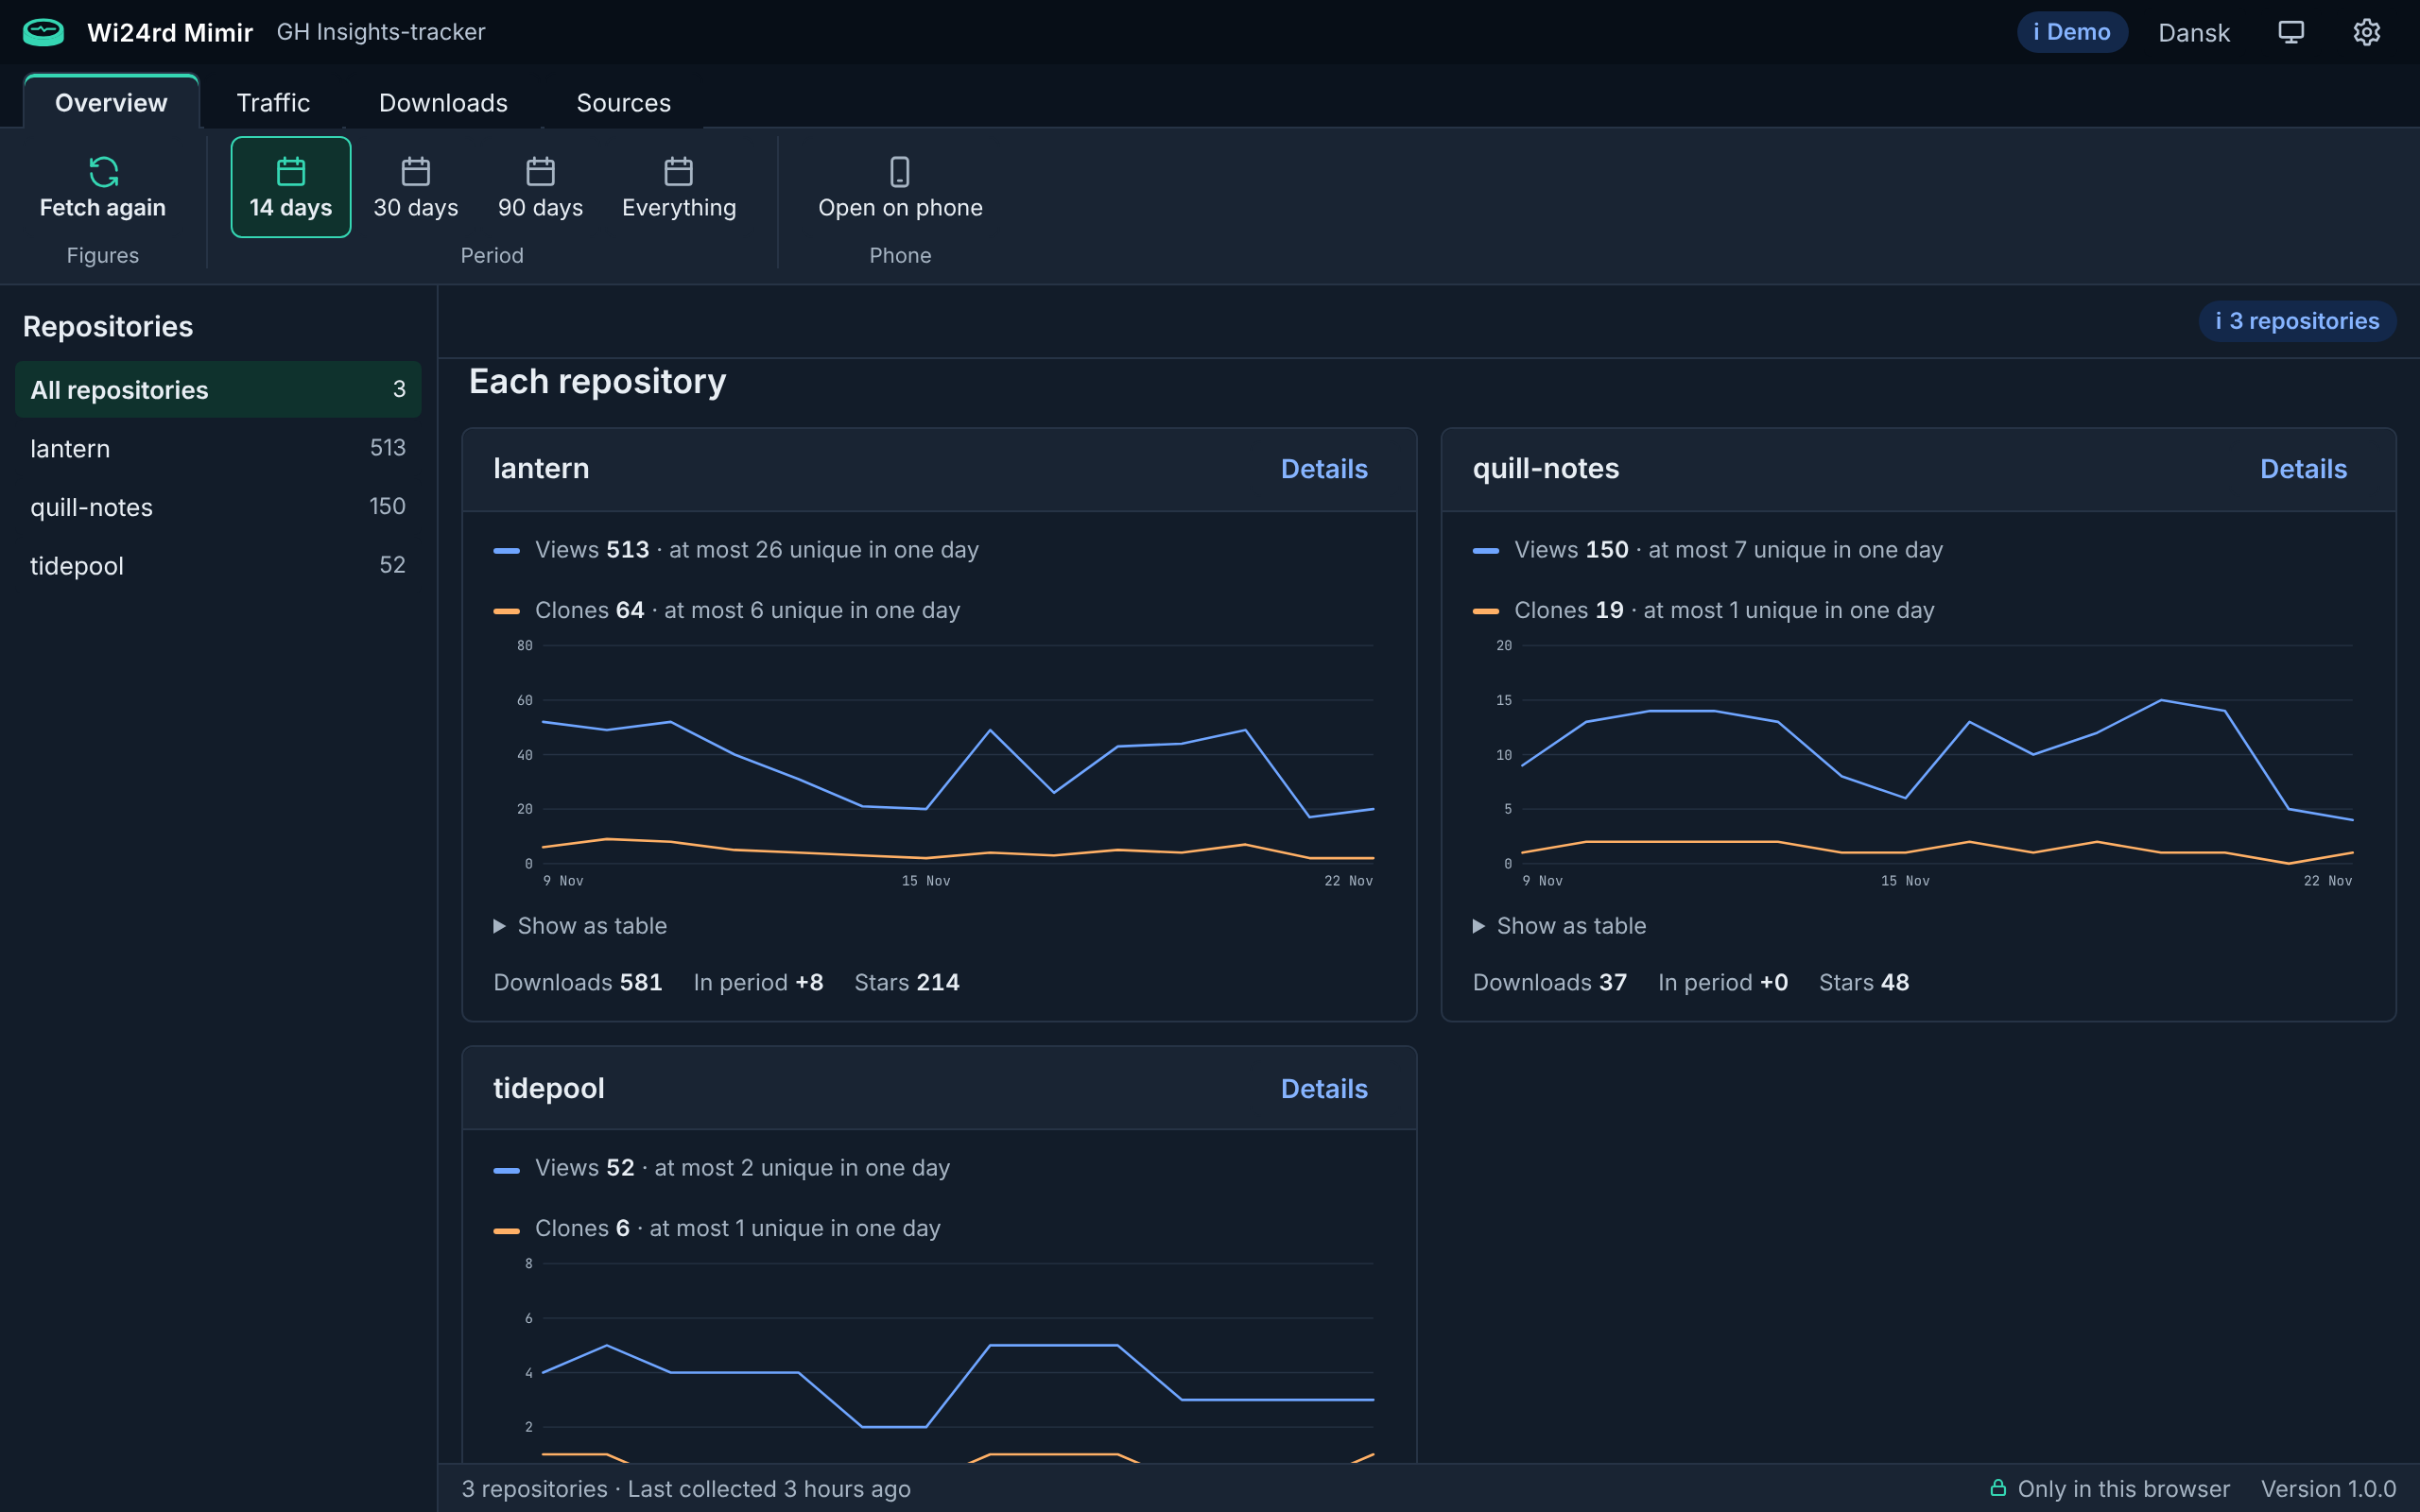 Wi24rd Mimir GH Insights-tracker i Demo Dansk
Overview Traffic Downloads Sources
Fetch again 14 days 30 days 90 days Everything Open on phone
Figures Period Phone
Repositories
All repositories 3
lantern 513
quill-notes 150
tidepool 52
i 3 repositories
Each repository
lantern Details
Views 513 · at most 26 unique in one day
Clones 64 · at most 6 unique in one day
80
60
40
20
0
9 Nov 15 Nov 22 Nov
Show as table
Downloads 581 In period +8 Stars 214
quill-notes Details
Views 150 · at most 7 unique in one day
Clones 19 · at most 1 unique in one day
20
15
10
5
0
9 Nov 15 Nov 22 Nov
Show as table
Downloads 37 In period +0 Stars 48
tidepool Details
Views 52 · at most 2 unique in one day
Clones 6 · at most 1 unique in one day
8
6
4
2
3 repositories · Last collected 3 hours ago Only in this browser Version 1.0.0